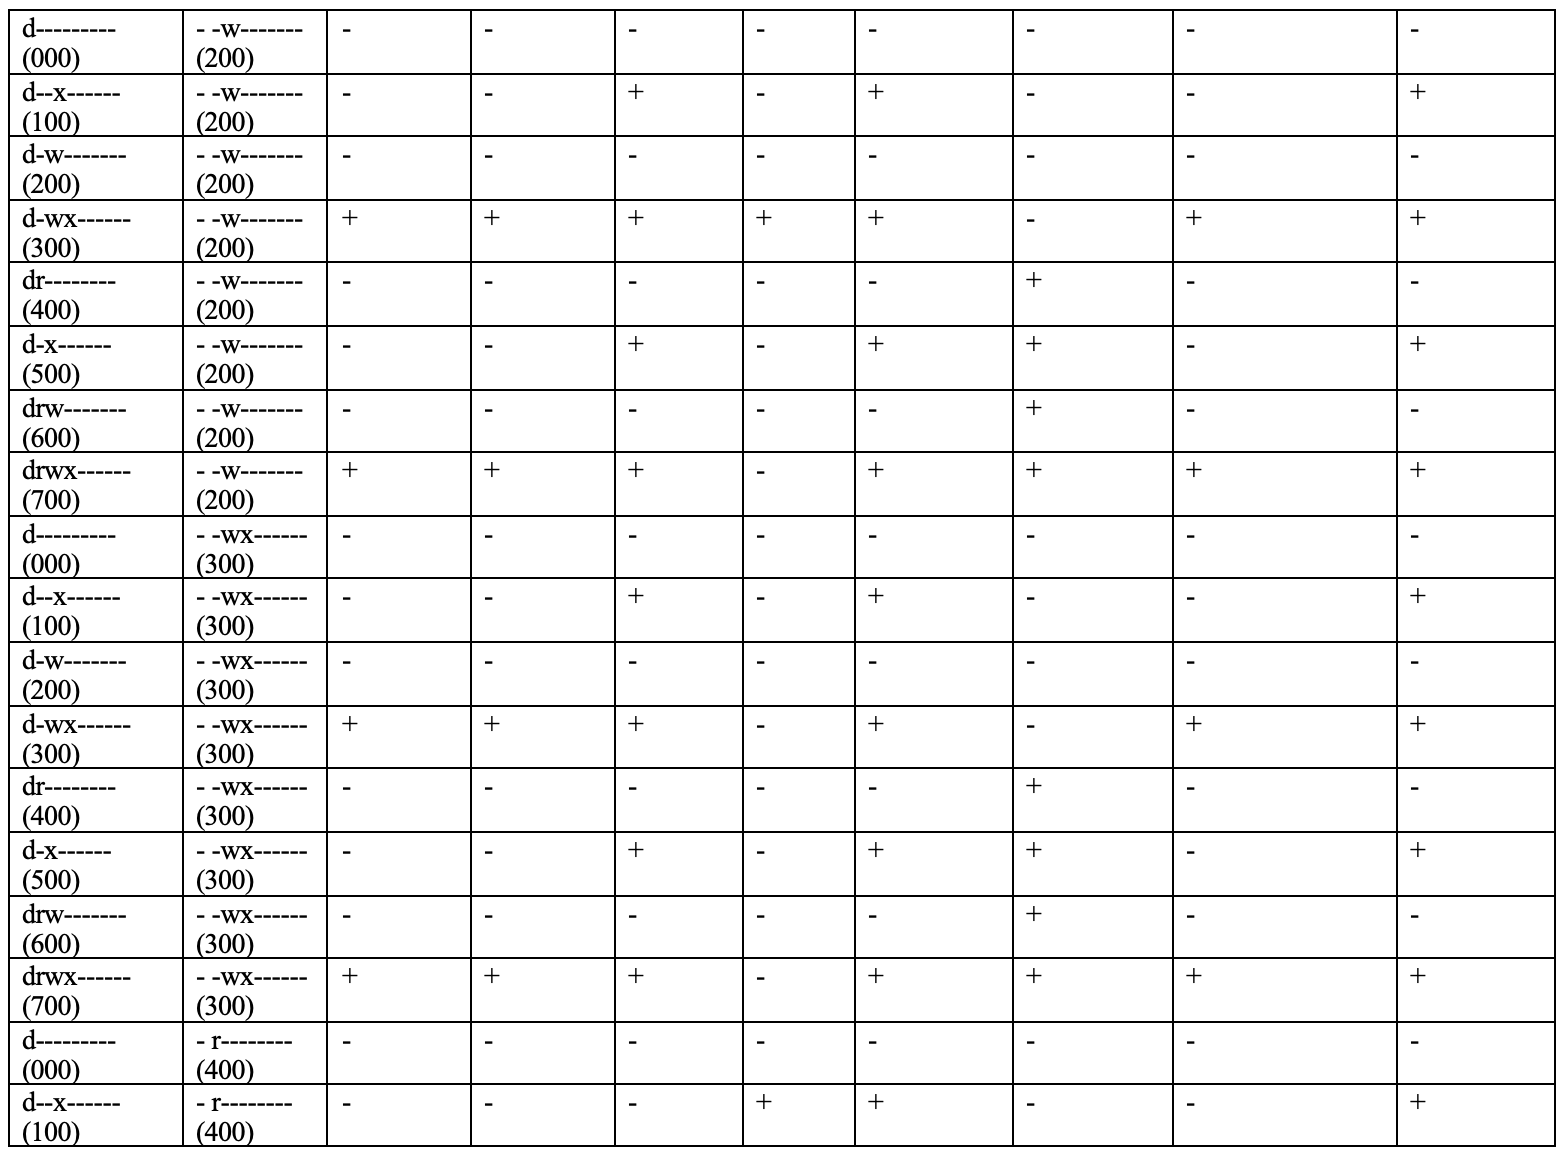 d--------- - -w------- - - - - - - - -
(000) (200)
d--x------ - -w------- - - + - + - - +
(100) (200)
d-w------- - -w------- - - - - - - - -
(200) (200)
d-wx------ - -w------- + + + + + - + +
(300) (200)
dr-------- - -w------- - - - - - + - -
(400) (200)
d-x------ - -w------- - - + - + + - +
(500) (200)
drw------- - -w------- - - - - - + - -
(600) (200)
drwx------ - -w------- + + + - + + + +
(700) (200)
d--------- - -wx------ - - - - - - - -
(000) (300)
d--x------ - -wx------ - - + - + - - +
(100) (300)
d-w------- - -wx------ - - - - - - - -
(200) (300)
d-wx------ - -wx------ + + + - + - + +
(300) (300)
dr-------- - -wx------ - - - - - + - -
(400) (300)
d-x------ - -wx------ - - + - + + - +
(500) (300)
drw------- - -wx------ - - - - - + - -
(600) (300)
drwx------ - -wx------ + + + - + + + +
(700) (300)
d--------- - r-------- - - - - - - - -
(000) (400)
d--x------ - r-------- - - - + + - - +
(100) (400)